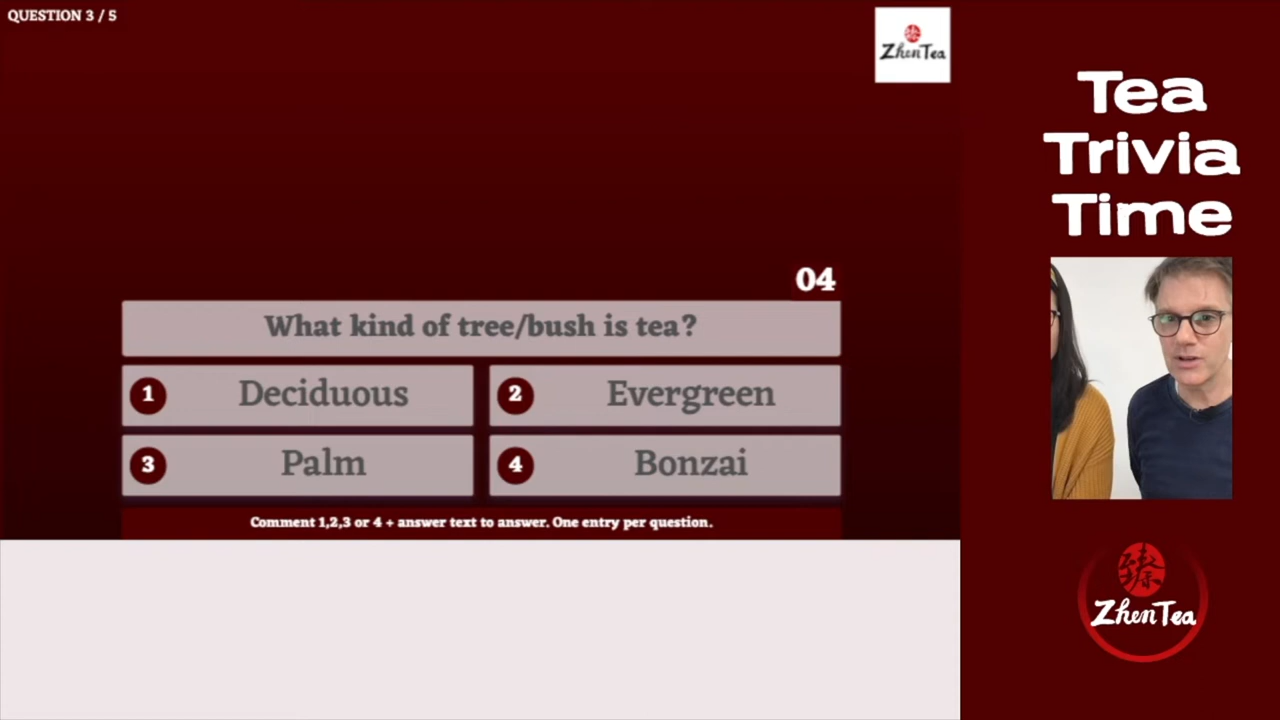 QUESTION 3 / 5
ZhenTea
Tea
Trivia
Time
04
What kind of tree/bush is tea?
1 Deciduous
2 Evergreen
3 Palm
4 Bonzai
Comment 1,2,3 or 4 + answer text to answer. One entry per question.
臻
ZhenTea